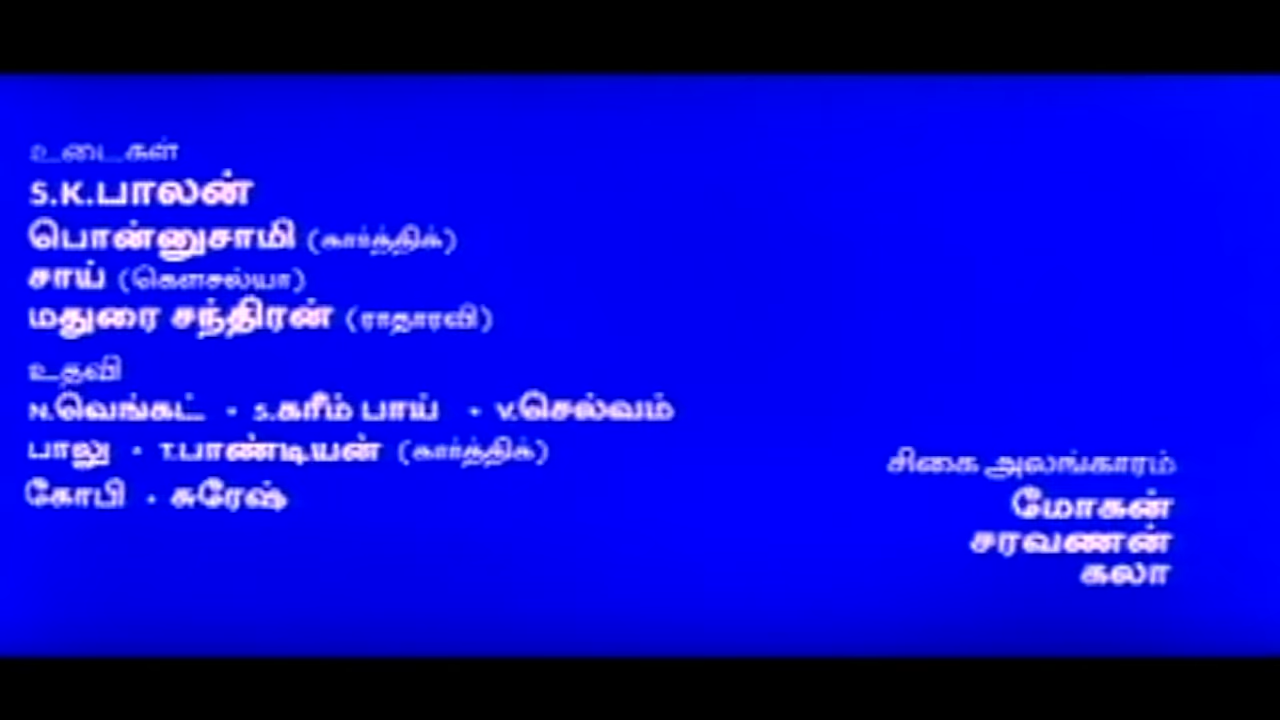 உடைகள்
S.K.பாலன்
பொன்னுசாமி (கார்த்திக்)
சாய் (கௌசல்யா)
மதுரை சந்திரன் (ராதாரவி)
உதவி
N.வெங்கட் • S.கரீம் பாய் • V.செல்வம்
பாலு • T.பாண்டியன் (கார்த்திக்)
கோபி • சுரேஷ்
சிகை அலங்காரம்
மோகன்
சரவணன்
கலா